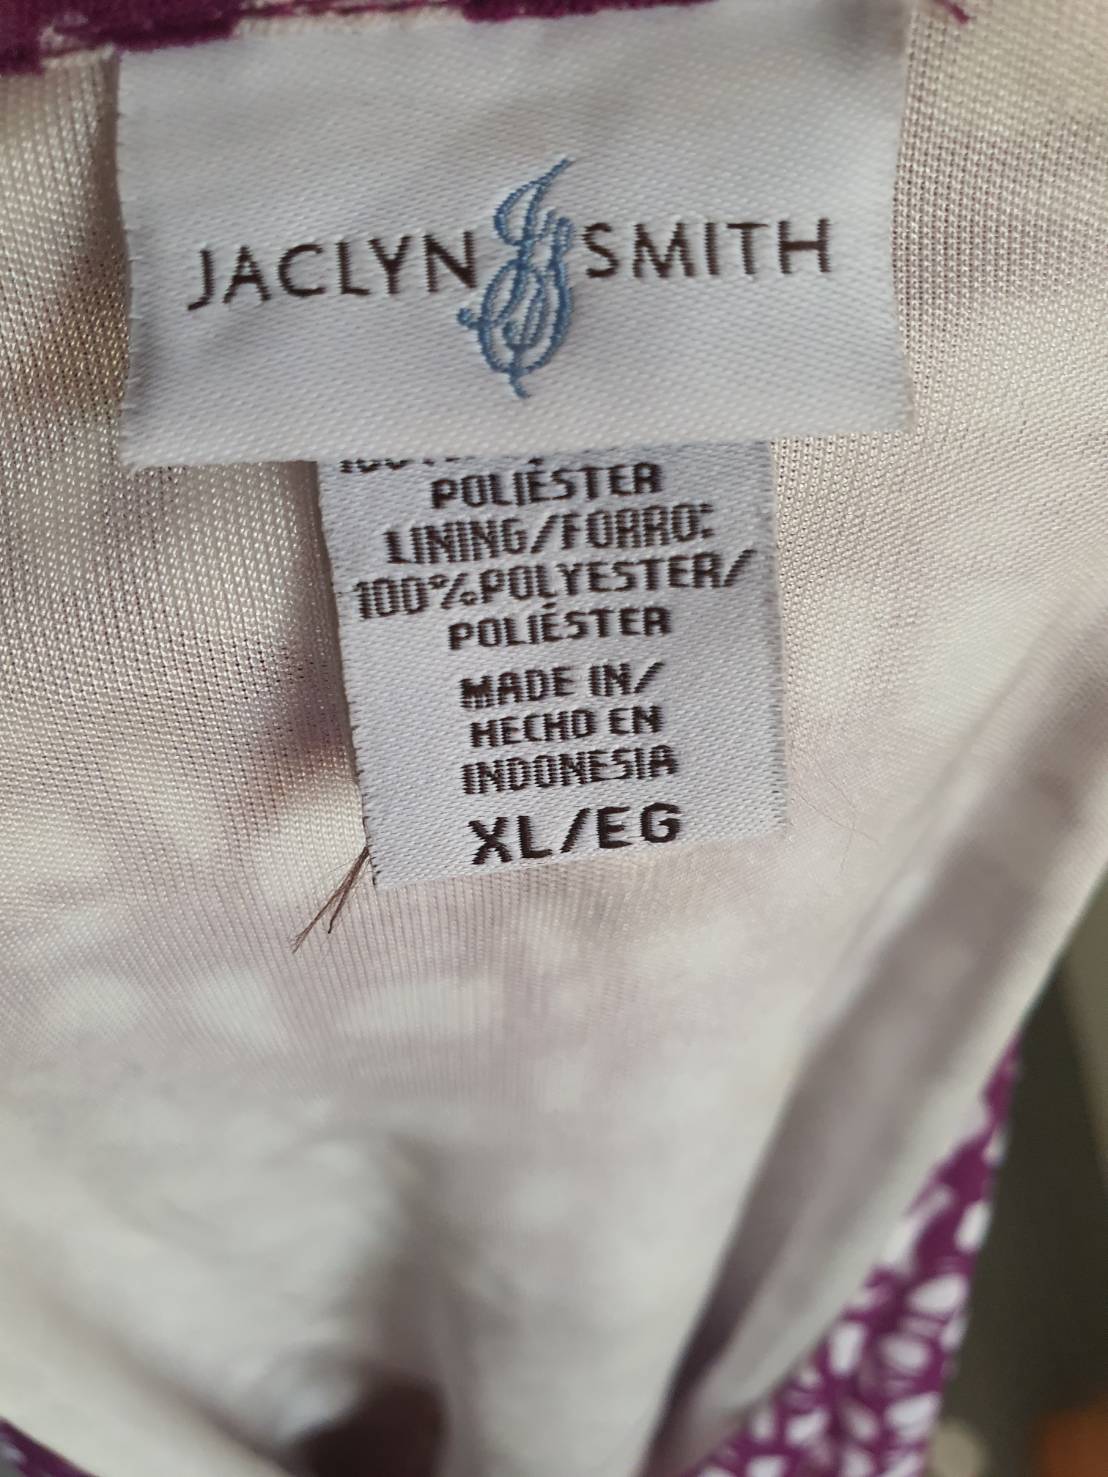 JACLYN SMITH
POLIÉSTER
LINING/FORRO:
100%POLYESTER/
POLIÉSTER
MADE IN/
HECHO EN
INDONESIA
XL/EG